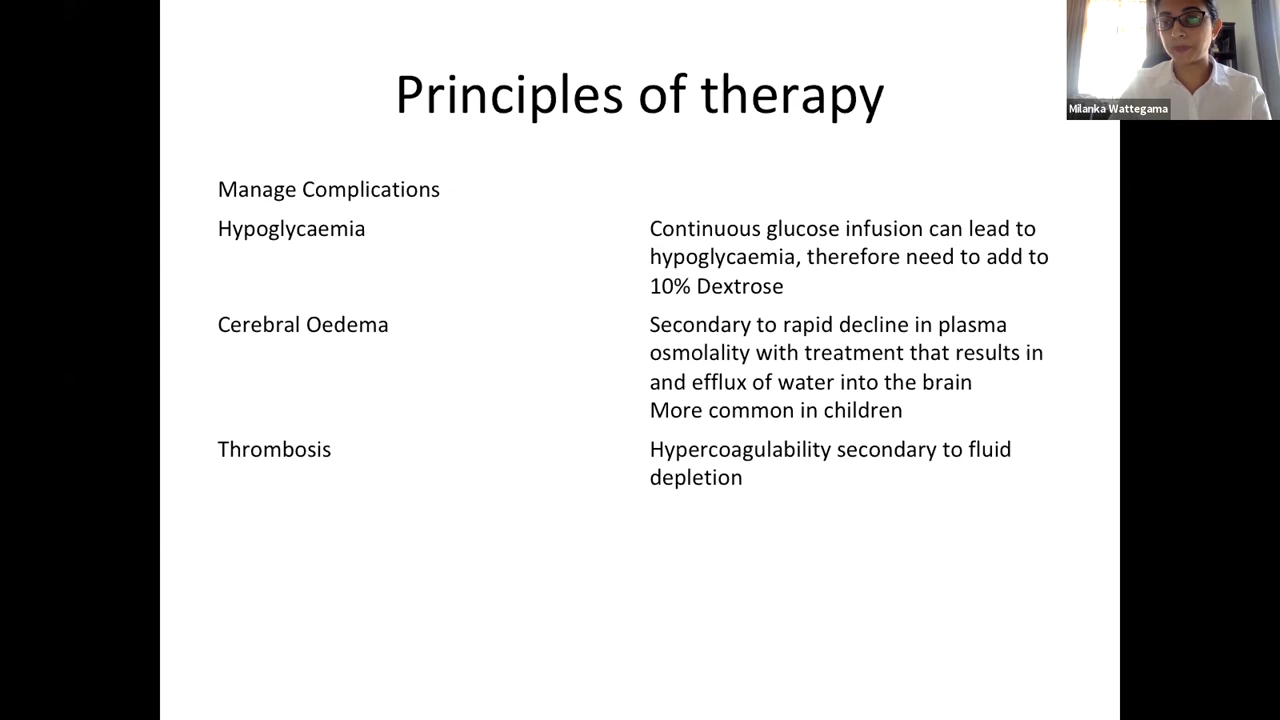 Principles of therapy
Milanka Wattegama
Manage Complications
Hypoglycaemia
Continuous glucose infusion can lead to
hypoglycaemia, therefore need to add to
10% Dextrose
Cerebral Oedema
Secondary to rapid decline in plasma
osmolality with treatment that results in
and efflux of water into the brain
More common in children
Thrombosis
Hypercoagulability secondary to fluid
depletion